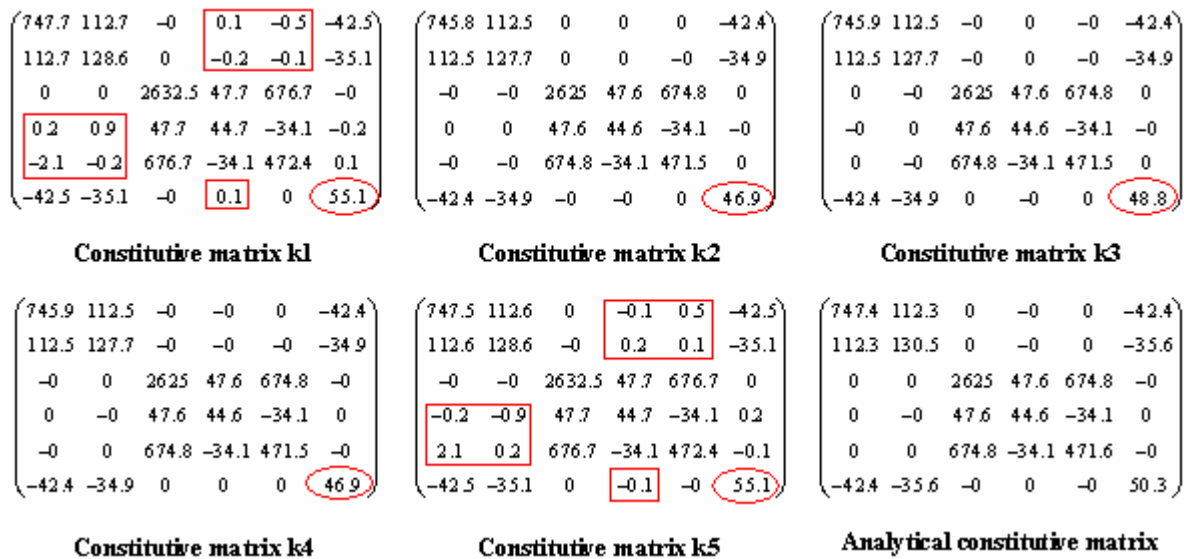 747.7 112.7 −0 0.1 −0.5 −42.5
112.7 128.6 0 −0.2 −0.1 −35.1
0 0 2632.5 47.7 676.7 −0
0.2 0.9 47.7 44.7 −34.1 −0.2
−2.1 −0.2 676.7 −34.1 472.4 0.1
−42.5 −35.1 −0 0.1 0 55.1
Constitutive matrix k1
745.8 112.5 0 0 0 −42.4
112.5 127.7 0 0 −0 −34.9
−0 −0 2625 47.6 674.8 0
0 0 47.6 44.6 −34.1 −0
−0 −0 674.8 −34.1 471.5 0
−42.4 −34.9 −0 −0 0 46.9
Constitutive matrix k2
745.9 112.5 −0 0 −0 −42.4
112.5 127.7 −0 0 −0 −34.9
0 −0 2625 47.6 674.8 0
−0 0 47.6 44.6 −34.1 −0
0 −0 674.8 −34.1 471.5 0
−42.4 −34.9 0 −0 0 48.8
Constitutive matrix k3
745.9 112.5 −0 −0 0 −42.4
112.5 127.7 −0 −0 −0 −34.9
−0 0 2625 47.6 674.8 −0
0 −0 47.6 44.6 −34.1 0
−0 0 674.8 −34.1 471.5 −0
−42.4 −34.9 0 0 0 46.9
Constitutive matrix k4
747.5 112.6 0 −0.1 0.5 −42.5
112.6 128.6 −0 0.2 0.1 −35.1
−0 −0 2632.5 47.7 676.7 0
−0.2 −0.9 47.7 44.7 −34.1 0.2
2.1 0.2 676.7 −34.1 472.4 −0.1
−42.5 −35.1 0 −0.1 −0 55.1
Constitutive matrix k5
747.4 112.3 0 −0 0 −42.4
112.3 130.5 0 −0 0 −35.6
0 0 2625 47.6 674.8 −0
0 −0 47.6 44.6 −34.1 0
0 0 674.8 −34.1 471.6 −0
−42.4 −35.6 −0 0 −0 50.3
Analytical constitutive matrix